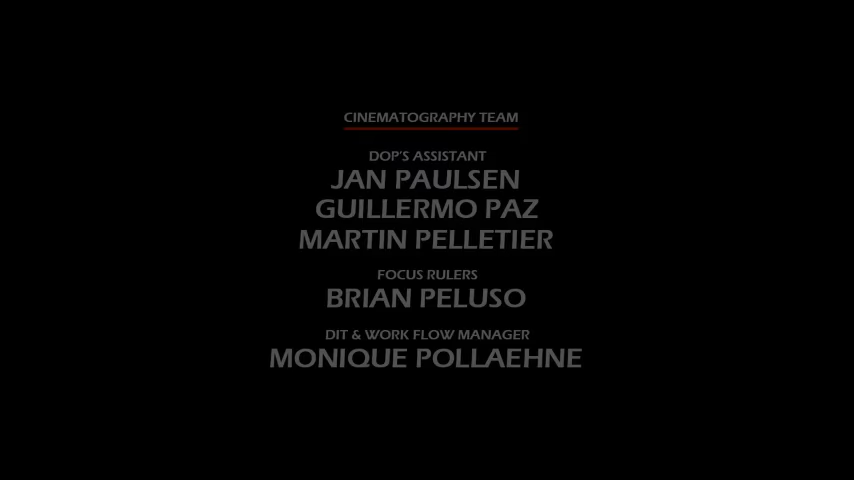 CINEMATOGRAPHY TEAM
DOP'S ASSISTANT
JAN PAULSEN
GUILLERMO PAZ
MARTIN PELLETIER
FOCUS RULERS
BRIAN PELUSO
DIT & WORK FLOW MANAGER
MONIQUE POLLAEHNE